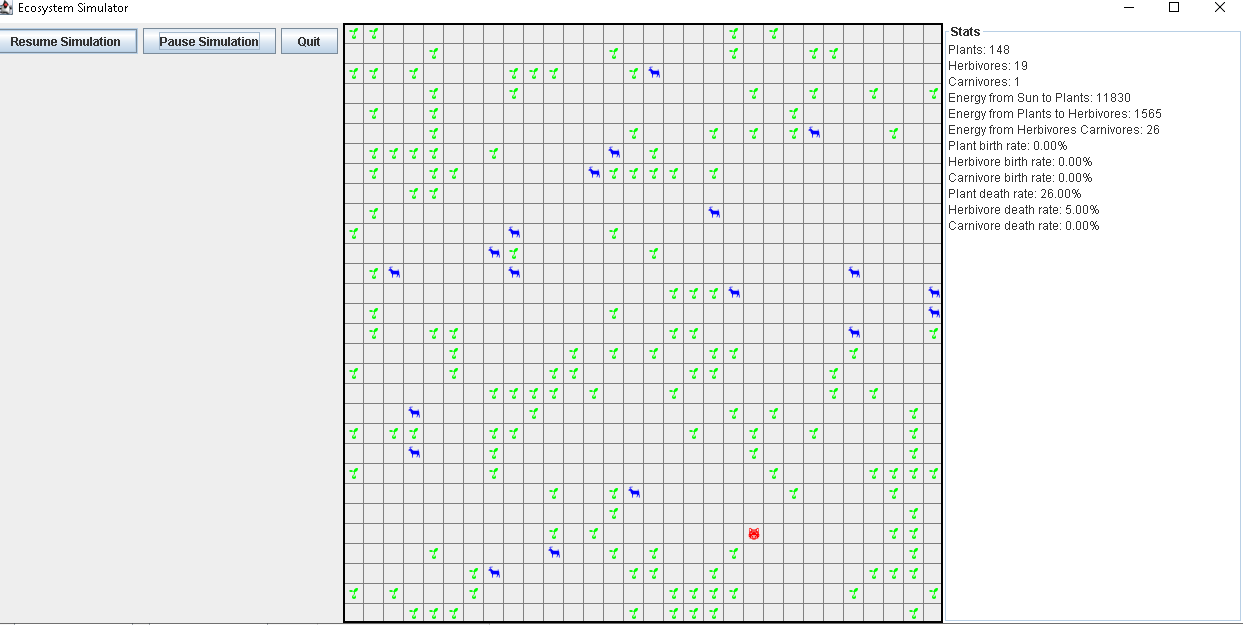 Ecosystem Simulator
Resume Simulation
Pause Simulation
Quit
Stats
Plants: 148
Herbivores: 19
Carnivores: 1
Energy from Sun to Plants: 11830
Energy from Plants to Herbivores: 1565
Energy from Herbivores Carnivores: 26
Plant birth rate: 0.00%
Herbivore birth rate: 0.00%
Carnivore birth rate: 0.00%
Plant death rate: 26.00%
Herbivore death rate: 5.00%
Carnivore death rate: 0.00%